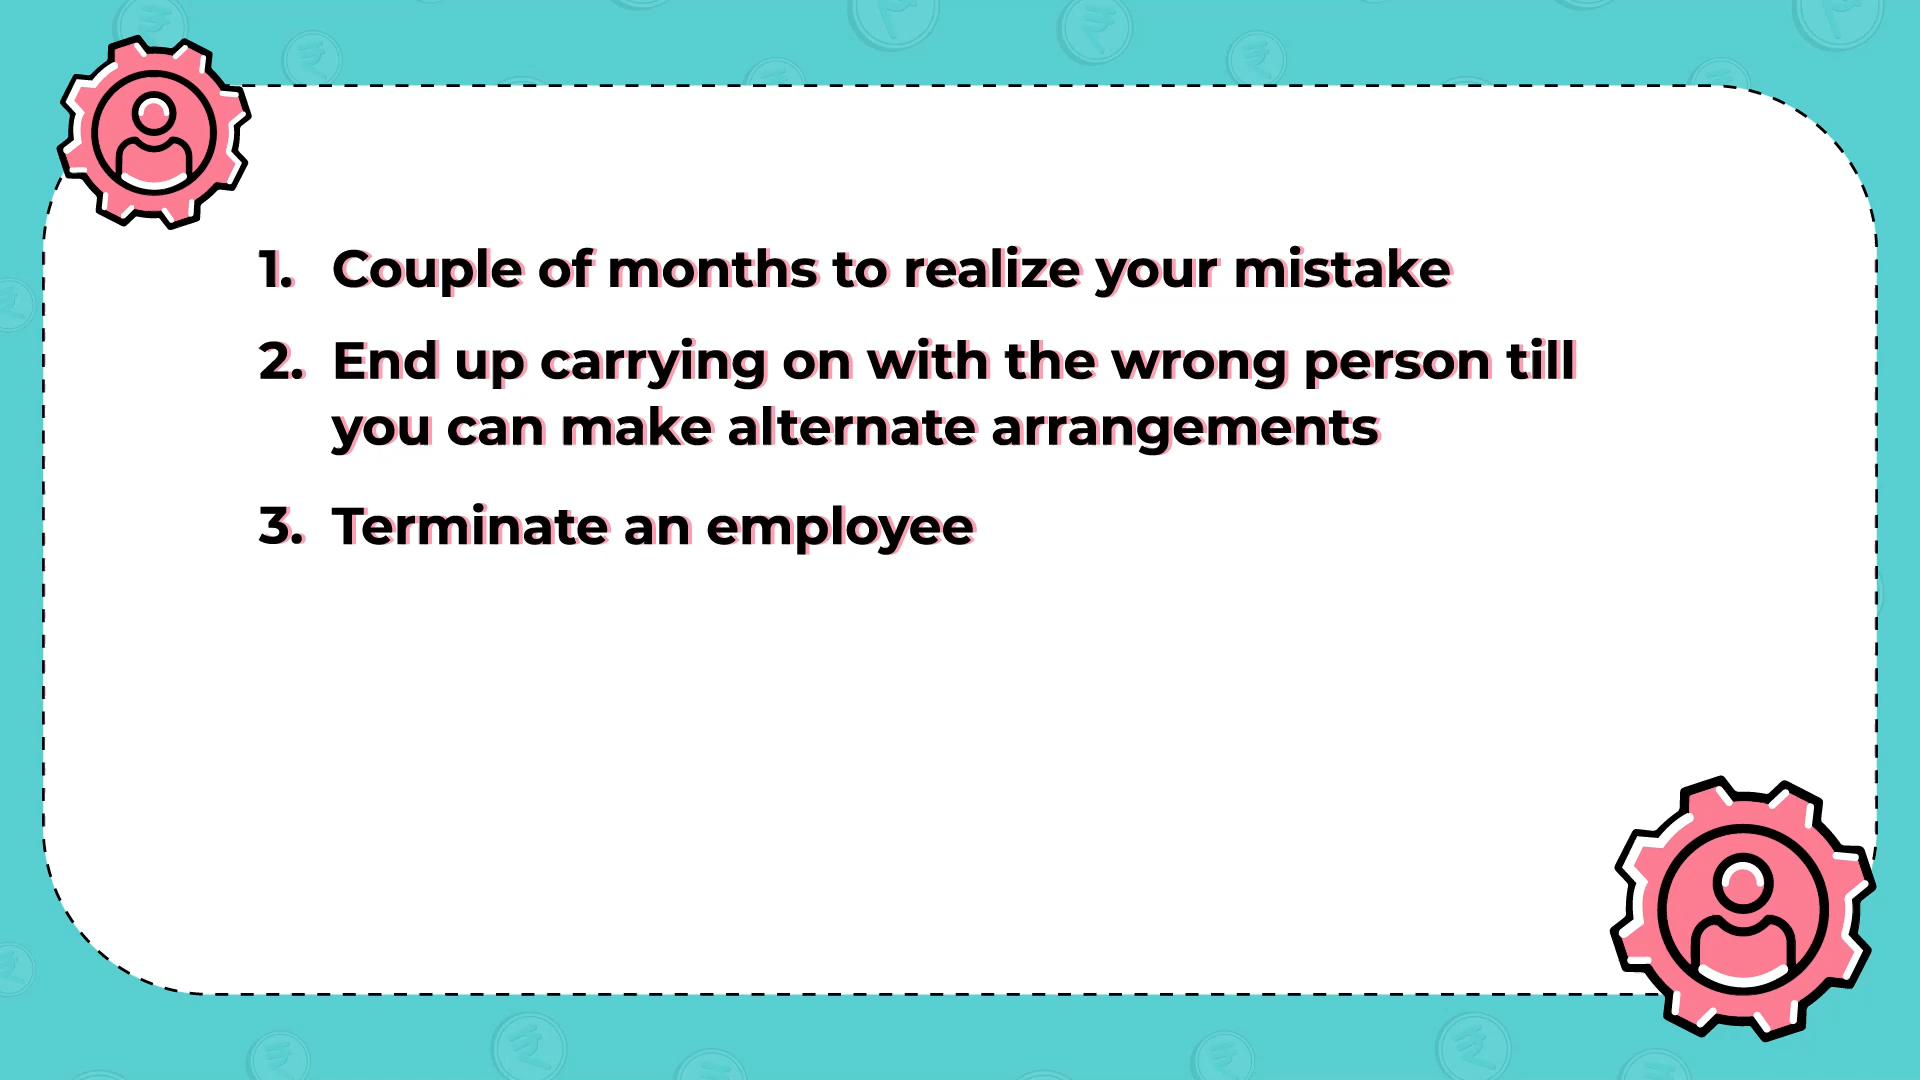 1. Couple of months to realize your mistake
2. End up carrying on with the wrong person till
you can make alternate arrangements
3. Terminate an employee